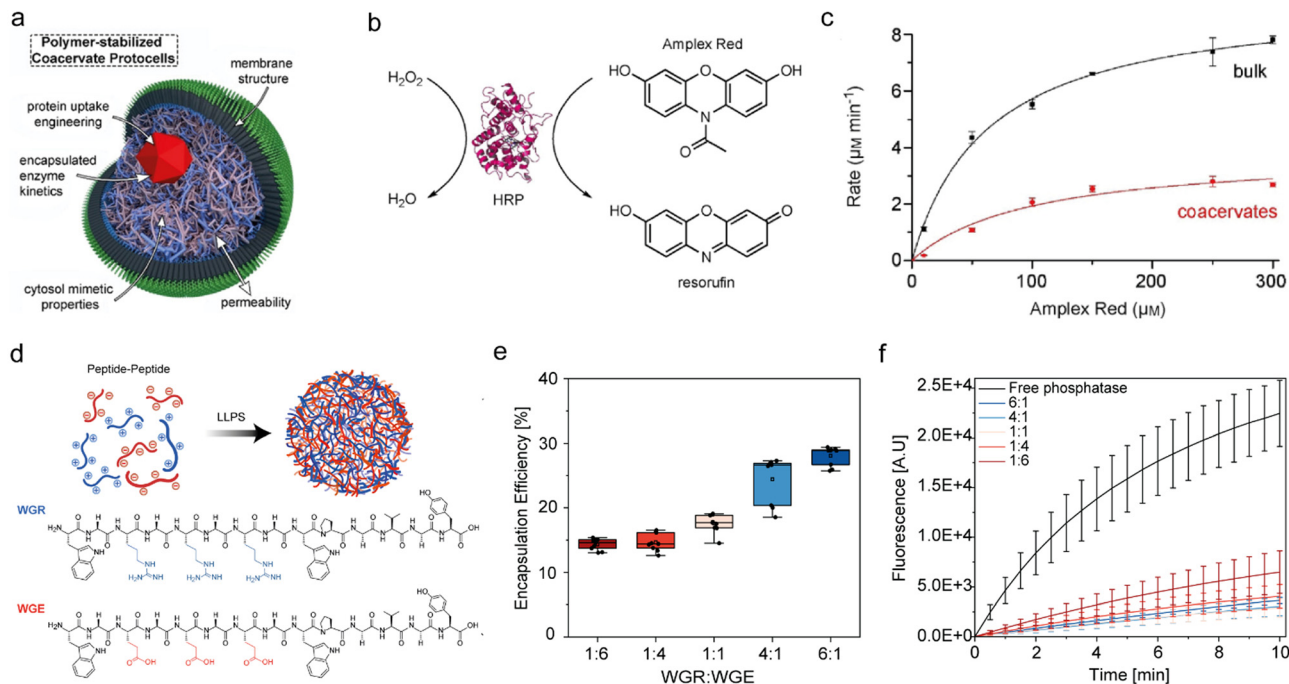 a
Polymer-stabilized
Coacervate Protocells
membrane
structure
protein uptake
engineering
encapsulated
enzyme
kinetics
cytosol mimetic
properties
permeability
b
Amplex Red
H2O2
HO
O
OH
N
O
H2O
HRP
HO
O
O
N
resorufin
c
Rate (µM min⁻¹)
8
6
4
2
0
bulk
coacervates
0
100
200
300
Amplex Red (µM)
d
Peptide-Peptide
LLPS
WGR
WGE
e
Encapsulation Efficiency [%]
40
30
20
10
0
1:6
1:4
1:1
4:1
6:1
WGR:WGE
f
Fluorescence [A.U]
2.5E+4
2.0E+4
1.5E+4
1.0E+4
5.0E+3
0.0E+0
Free phosphatase
6:1
4:1
1:1
1:4
1:6
0
2
4
6
8
10
Time [min]